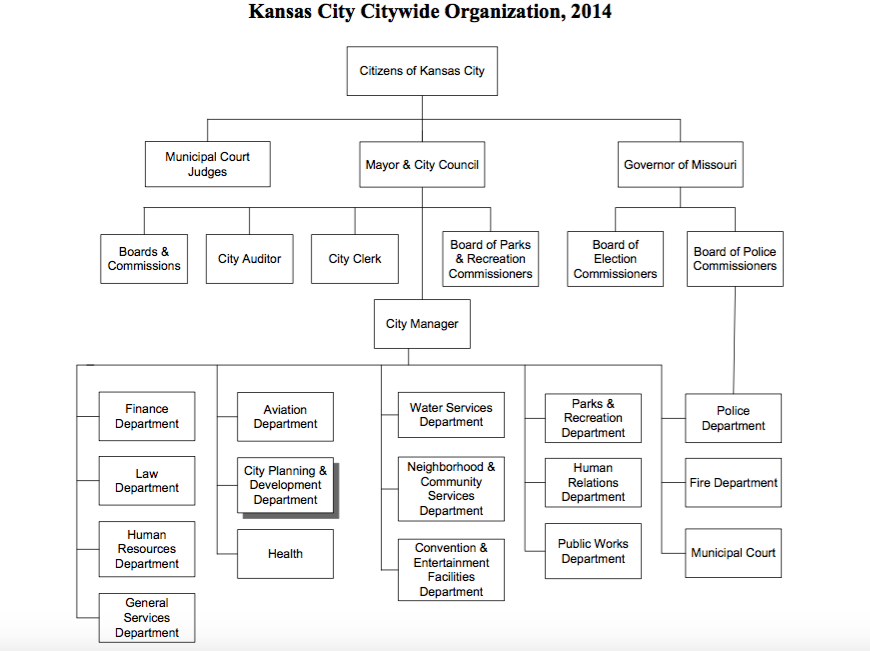 Kansas City Citywide Organization, 2014
Citizens of Kansas City
Municipal Court
Judges
Mayor & City Council
Governor of Missouri
Boards &
Commissions
City Auditor
City Clerk
Board of Parks
& Recreation
Commissioners
Board of
Election
Commissioners
Board of Police
Commissioners
City Manager
Finance
Department
Law
Department
Human
Resources
Department
General
Services
Department
Aviation
Department
City Planning &
Development
Department
Health
Water Services
Department
Neighborhood &
Community
Services
Department
Convention &
Entertainment
Facilities
Department
Parks &
Recreation
Department
Human
Relations
Department
Public Works
Department
Police
Department
Fire Department
Municipal Court